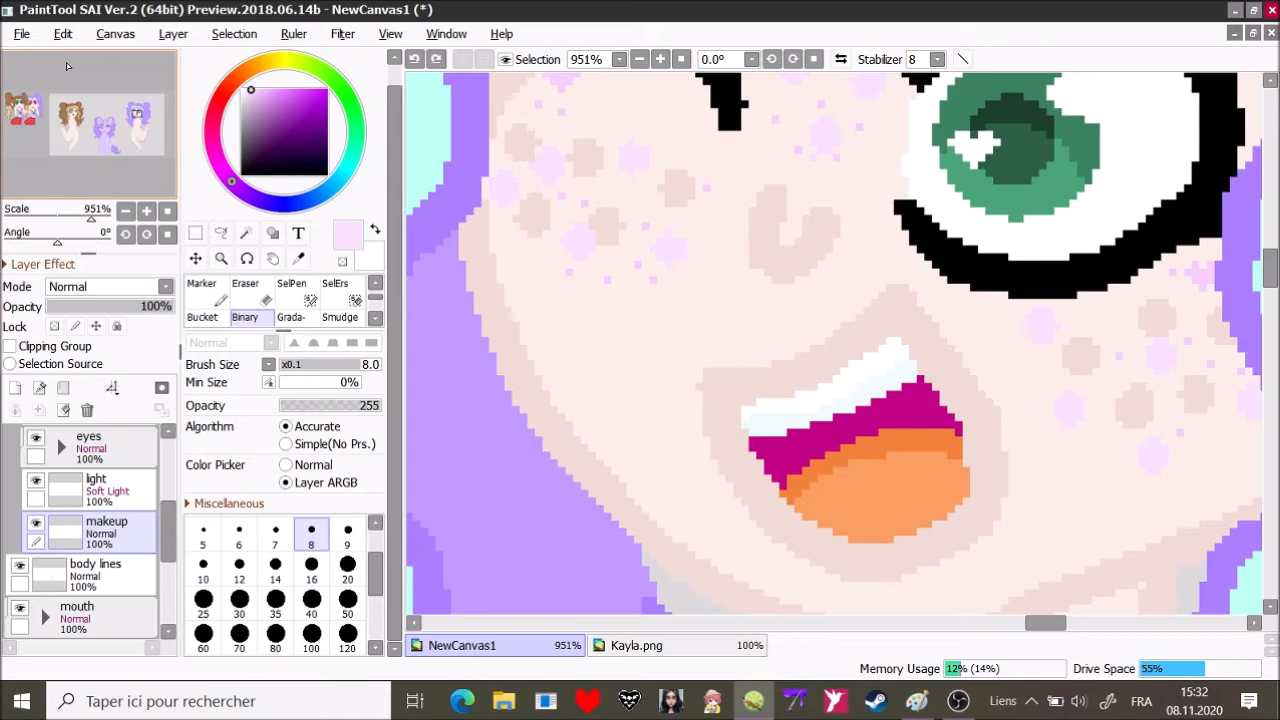 PaintTool SAI Ver.2 (64bit) Preview.2018.06.14b - NewCanvas1 (*)
File Edit Canvas Layer Selection Ruler Filter View Window Help
Selection 951% 0.0° Stabilizer 8
Scale 951%
Angle 0°
Layer Effect
Mode Normal
Opacity 100%
Lock
Clipping Group
Selection Source
eyes
Normal
100%
light
Soft Light
100%
makeup
Normal
100%
body lines
Normal
100%
mouth
Normal
100%
T
Marker Eraser SelPen SelErs
Bucket Binary Grada- Smudge
Normal
Brush Size x0.1 8.0
Min Size 0%
Opacity 255
Algorithm Accurate
Simple(No Prs.)
Color Picker Normal
Layer ARGB
Miscellaneous
5 6 7 8 9
10 12 14 16 20
25 30 35 40 50
60 70 80 100 120
NewCanvas1 951% Kayla.png 100%
Memory Usage 12% (14%) Drive Space 55%
Taper ici pour rechercher
Liens FRA 15:32
08.11.2020